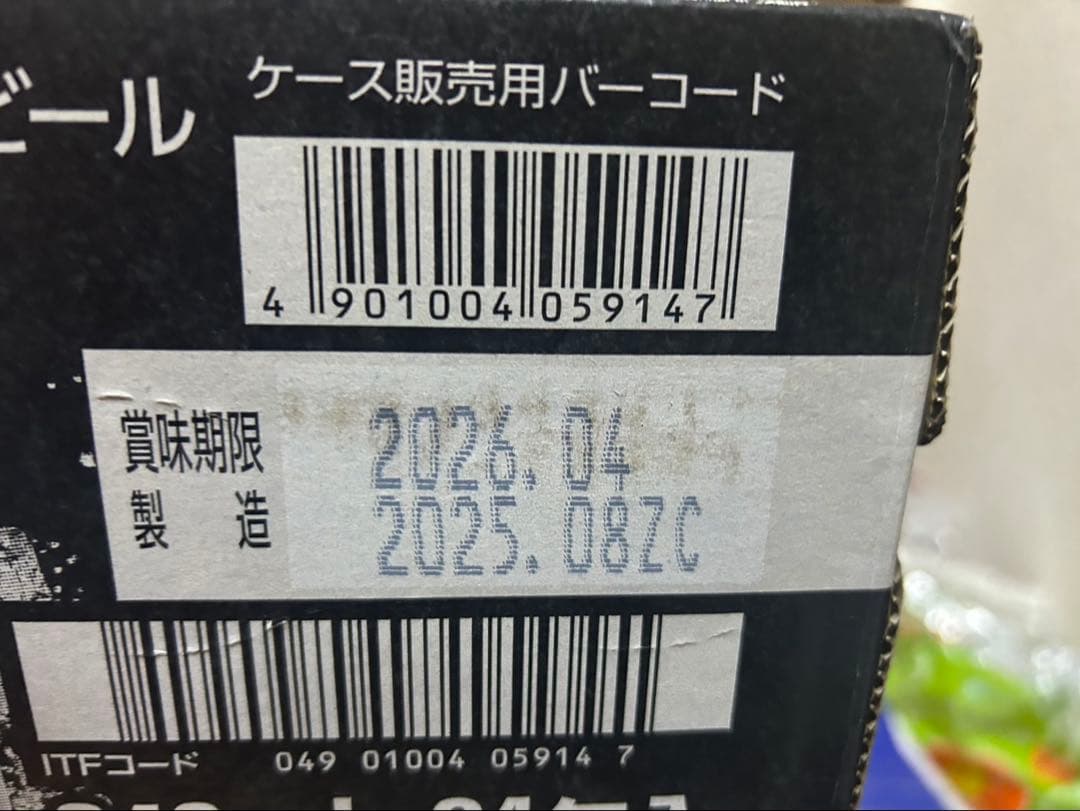 ビール
ケース販売用バーコード
4 901004 059147
賞味期限 2026.04
製造 2025.08ZC
ITFコード 049 01004 05914 7